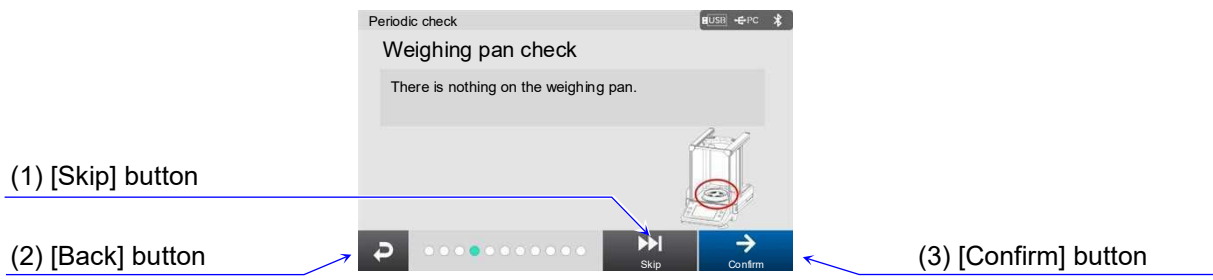 Periodic check
USB PC
Weighing pan check
There is nothing on the weighing pan.
(1) [Skip] button
(2) [Back] button
Skip
Confirm
(3) [Confirm] button